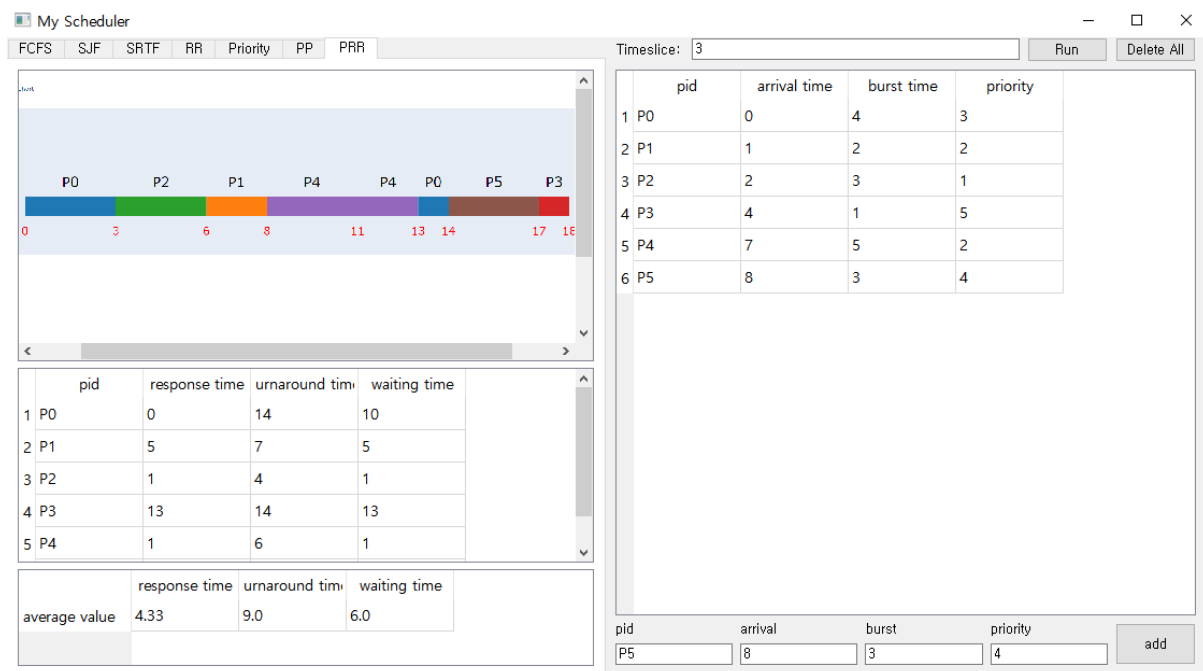 My Scheduler
FCFS SJF SRTF RR Priority PP PRR
Timeslice: 3 Run Delete All
P0 P2 P1 P4 P4 P0 P5 P3
0 3 6 8 11 13 14 17 18
pid response time urnaround tim waiting time
1 P0 0 14 10
2 P1 5 7 5
3 P2 1 4 1
4 P3 13 14 13
5 P4 1 6 1
response time urnaround tim waiting time
average value 4.33 9.0 6.0
pid arrival time burst time priority
1 P0 0 4 3
2 P1 1 2 2
3 P2 2 3 1
4 P3 4 1 5
5 P4 7 5 2
6 P5 8 3 4
pid arrival burst priority
P5 8 3 4 add